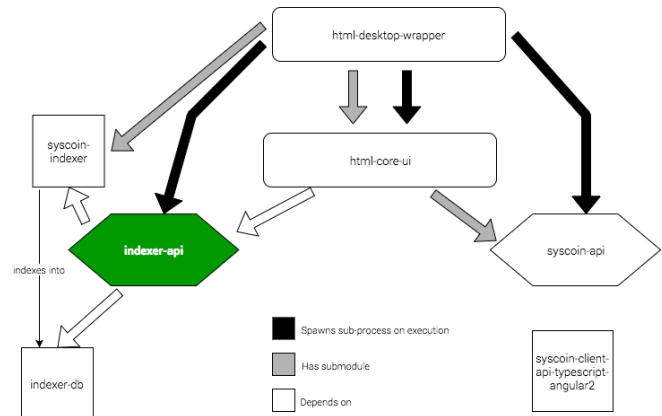 html-desktop-wrapper
syscoin-
indexer
html-core-ui
indexer-api
syscoin-api
indexes into
Spawns sub-process on execution
Has submodule
Depends on
indexer-db
syscoin-client-
api-typescript-
angular2